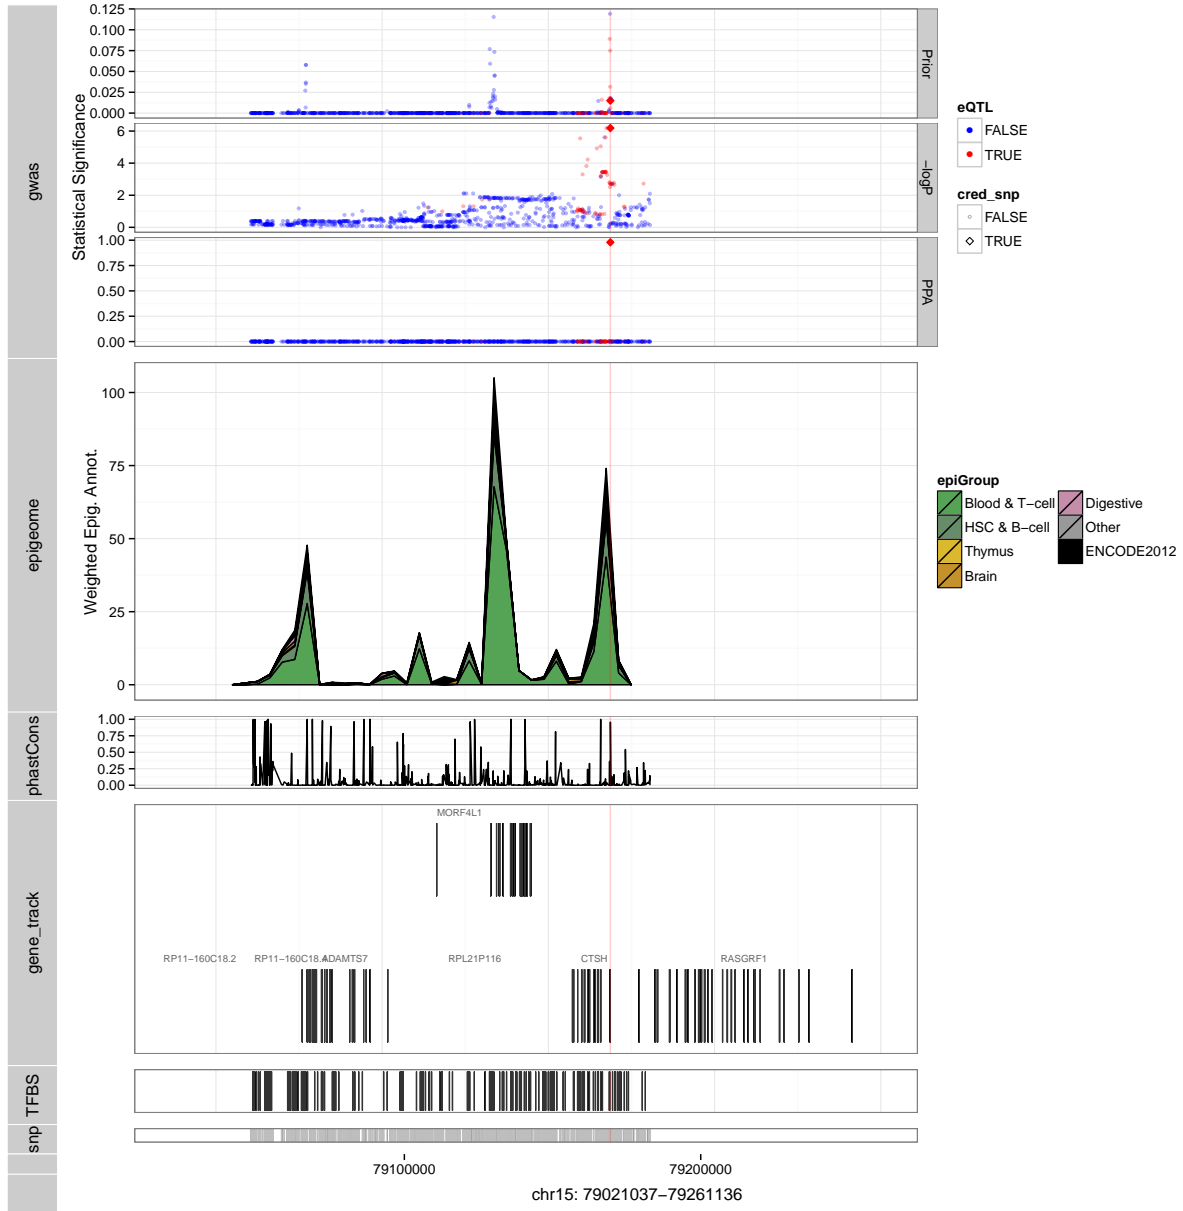 gwas
Statistical Significance
0.125
0.100
0.075
0.050
0.025
0.000
Prior
6
4
2
0
-logP
1.00
0.75
0.50
0.25
0.00
PPA
eQTL
FALSE
TRUE
cred_snp
FALSE
TRUE
epigeome
Weighted Epig. Annot.
100
75
50
25
0
epiGroup
Blood & T-cell
HSC & B-cell
Thymus
Brain
Digestive
Other
ENCODE2012
phastCons
1.00
0.75
0.50
0.25
0.00
gene_track
MORF4L1
RP11-160C18.2
RP11-160C18.4
ADAMTS7
RPL21P116
CTSH
RASGRF1
TFBS
snp
79100000
79200000
chr15: 79021037-79261136